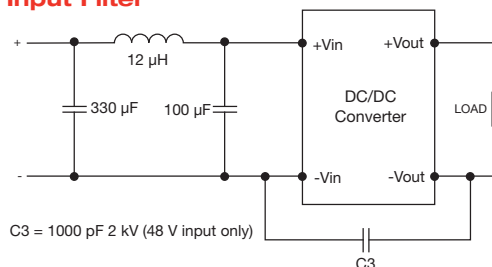 Input Filter
+
12 µH
+Vin
+Vout
330 µF
100 µF
DC/DC
Converter
LOAD
-
-Vin
-Vout
C3 = 1000 pF 2 kV (48 V input only)
C3